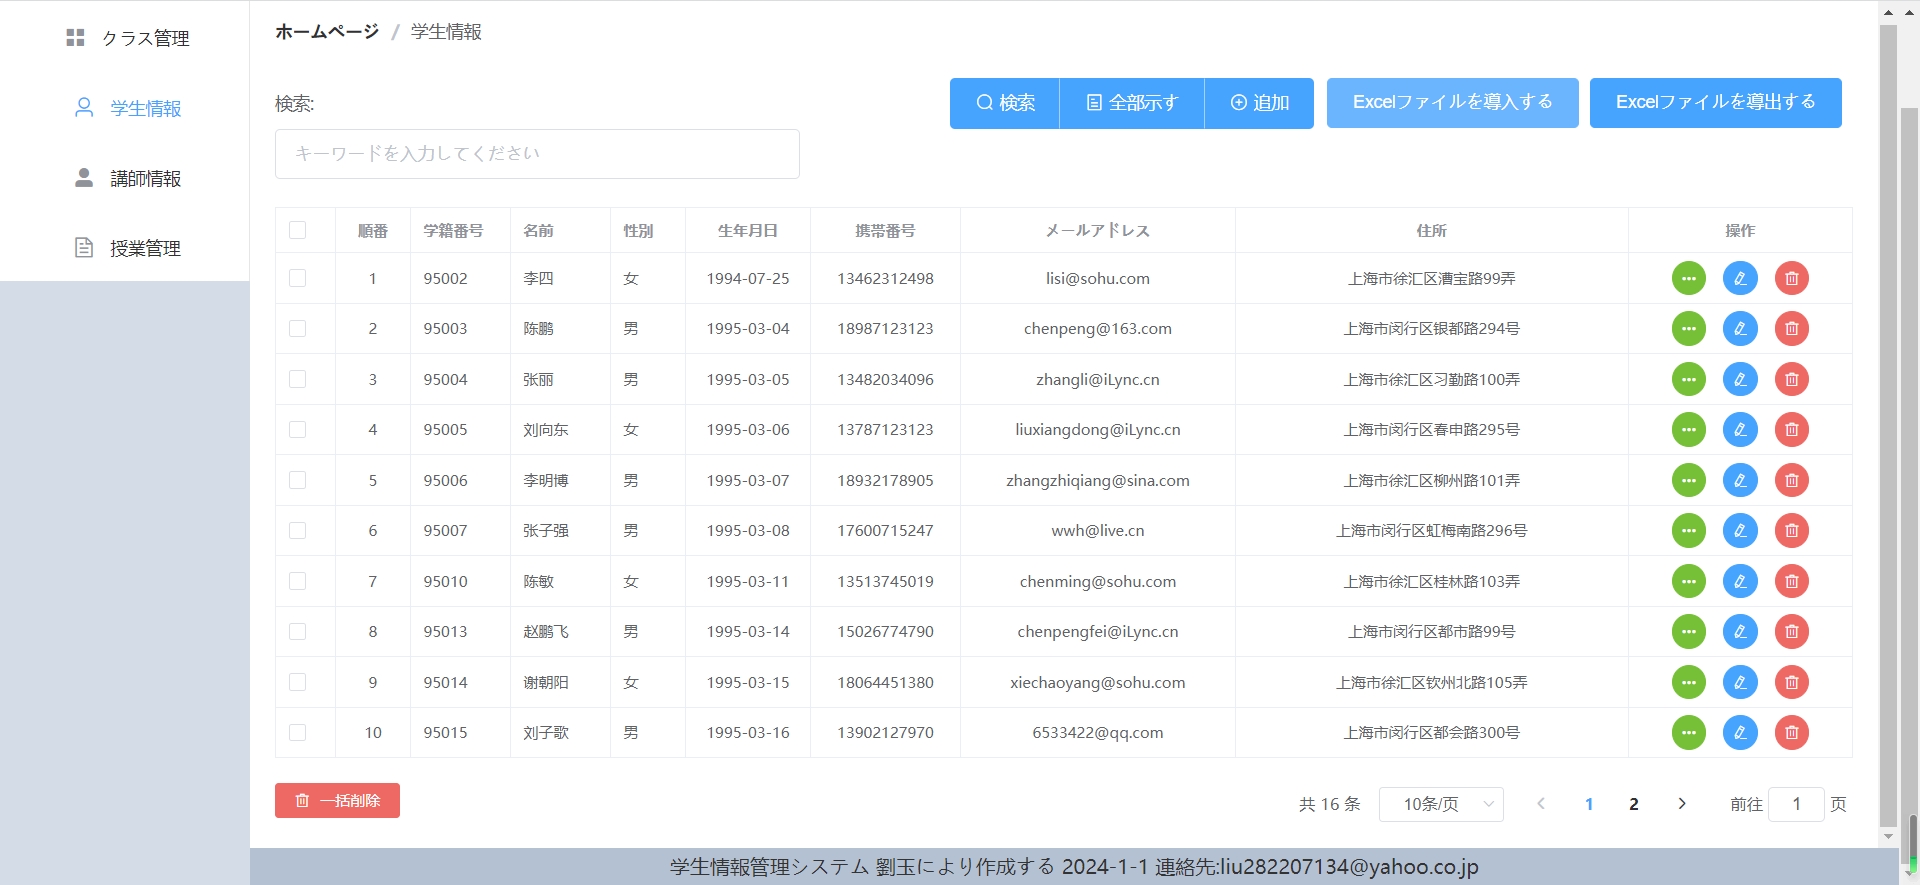 クラス管理
学生情報
講師情報
授業管理
ホームページ / 学生情報
検索:
検索 全部示す 追加 Excelファイルを導入する Excelファイルを導出する
キーワードを入力してください
順番 学籍番号 名前 性別 生年月日 携帯番号 メールアドレス 住所 操作
1 95002 李四 女 1994-07-25 13462312498 lisi@sohu.com 上海市徐汇区漕宝路99弄
2 95003 陈鹏 男 1995-03-04 18987123123 chenpeng@163.com 上海市闵行区银都路294号
3 95004 张丽 男 1995-03-05 13482034096 zhangli@iLync.cn 上海市徐汇区习勤路100弄
4 95005 刘向东 女 1995-03-06 13787123123 liuxiangdong@iLync.cn 上海市闵行区春申路295号
5 95006 李明博 男 1995-03-07 18932178905 zhangzhiqiang@sina.com 上海市徐汇区柳州路101弄
6 95007 张子强 男 1995-03-08 17600715247 wwh@live.cn 上海市闵行区虹梅南路296号
7 95010 陈敏 女 1995-03-11 13513745019 chenming@sohu.com 上海市徐汇区桂林路103弄
8 95013 赵鹏飞 男 1995-03-14 15026774790 chenpengfei@iLync.cn 上海市闵行区都市路99号
9 95014 谢朝阳 女 1995-03-15 18064451380 xiechaoyang@sohu.com 上海市徐汇区钦州北路105弄
10 95015 刘子歌 男 1995-03-16 13902127970 6533422@qq.com 上海市闵行区都会路300号
一括削除
共 16 条 10条/页 1 2 前往 1 页
学生情報管理システム 劉玉により作成する 2024-1-1 連絡先:liu282207134@yahoo.co.jp